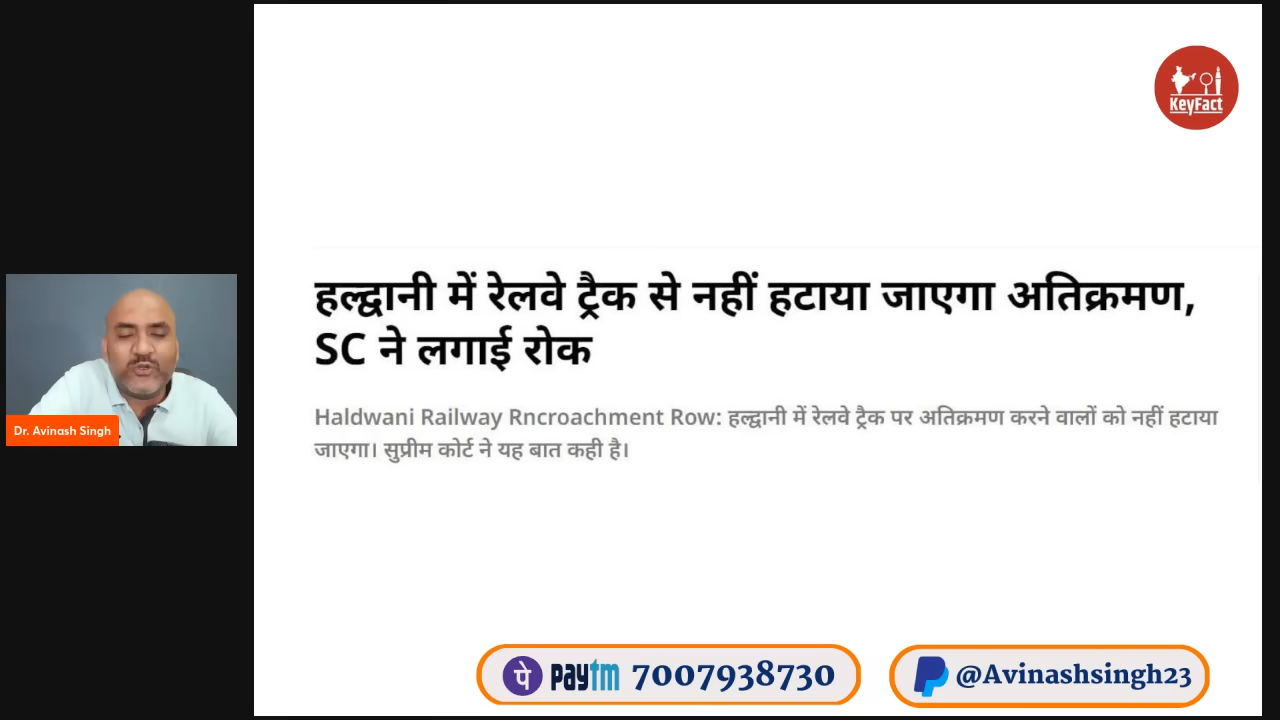 KeyFact
हल्द्वानी में रेलवे ट्रैक से नहीं हटाया जाएगा अतिक्रमण,
SC ने लगाई रोक
Haldwani Railway Rncroachment Row: हल्द्वानी में रेलवे ट्रैक पर अतिक्रमण करने वालों को नहीं हटाया
जाएगा। सुप्रीम कोर्ट ने यह बात कही है।
Dr. Avinash Singh
पे paytm 7007938730
@Avinashsingh23